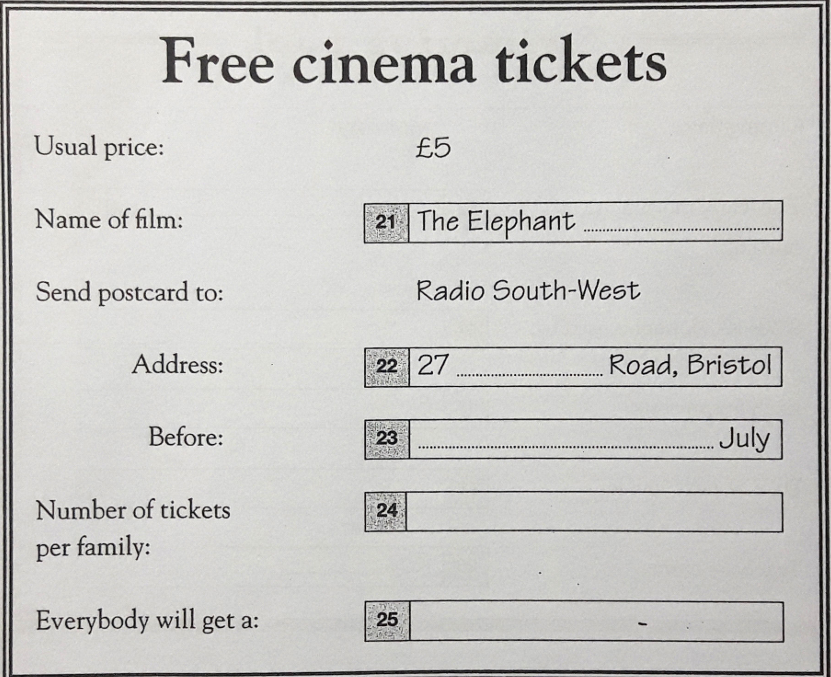 Free cinema tickets
Usual price: £5
Name of film: 21 The Elephant ........................................
Send postcard to: Radio South-West
Address: 22 27 .............................. Road, Bristol
Before: 23 ............................................................ July
Number of tickets 24
per family:
Everybody will get a: 25